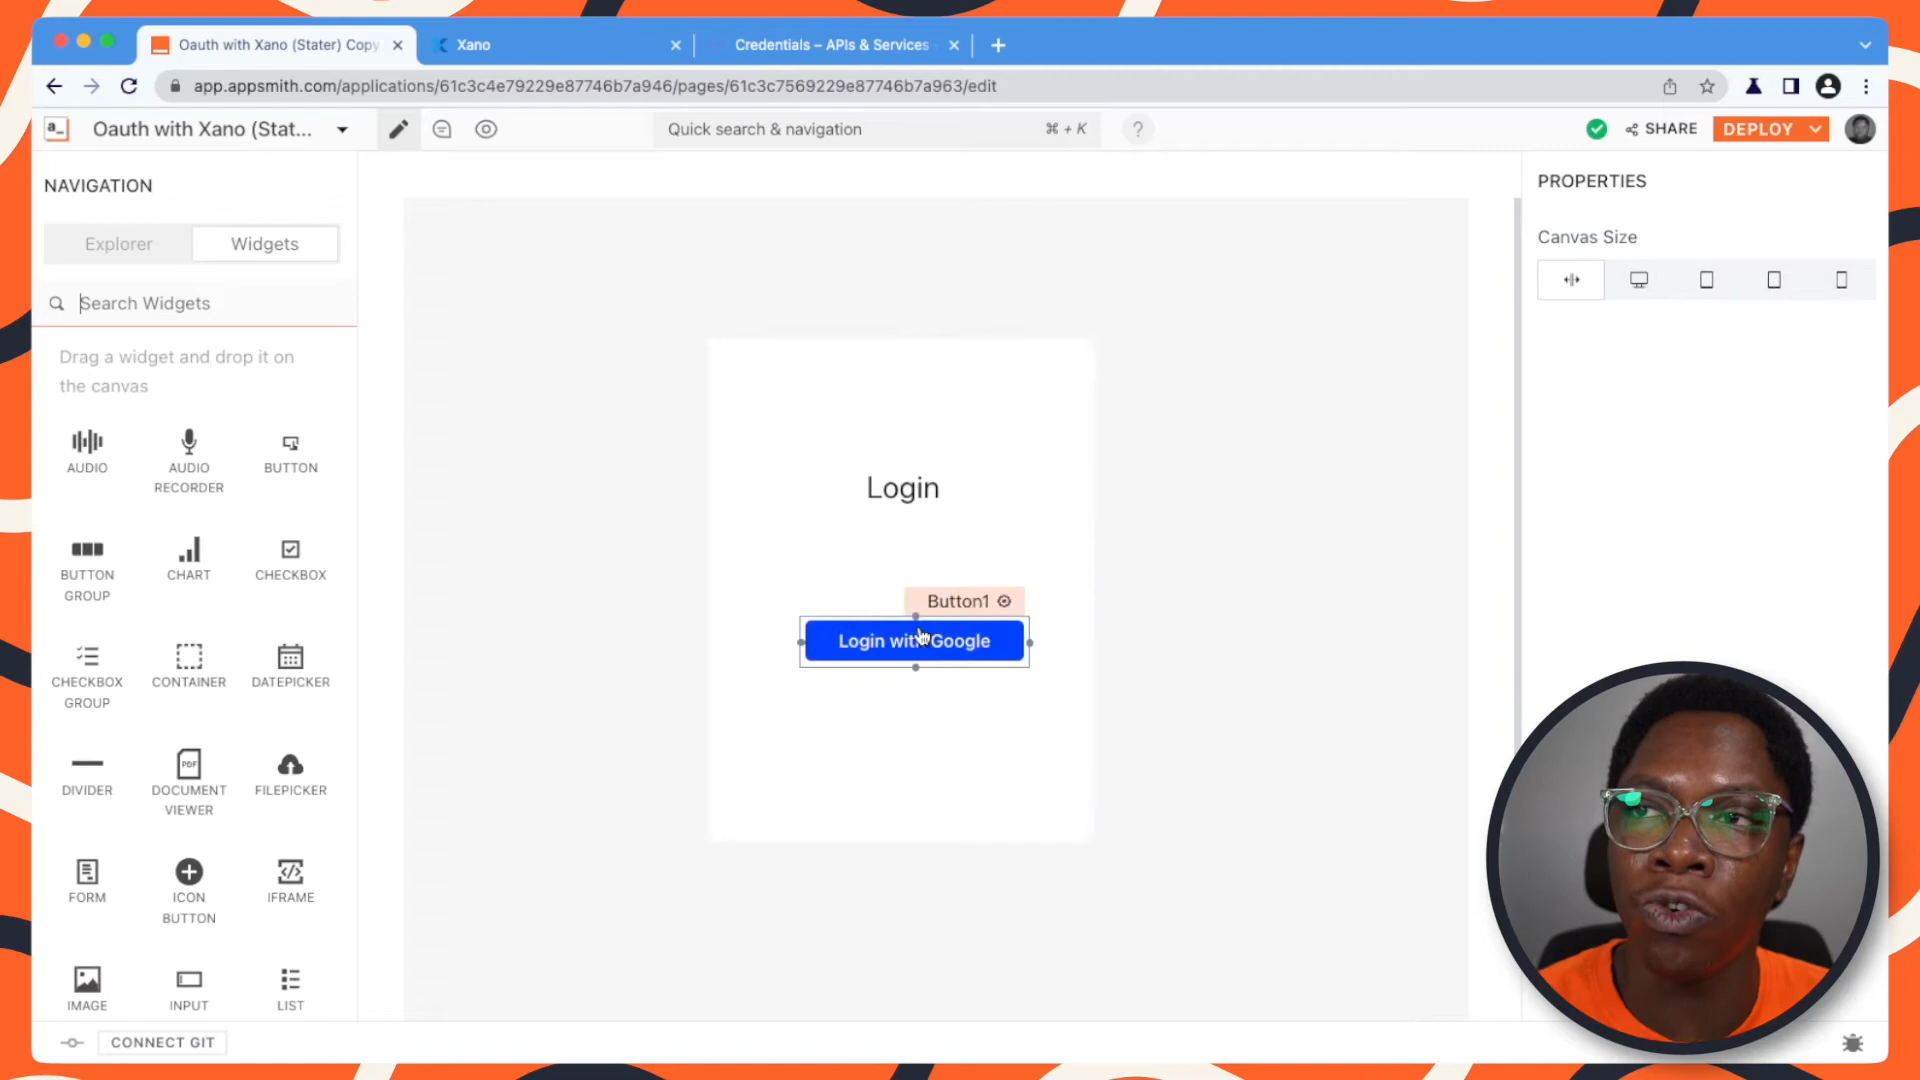 Oauth with Xano (Stater) Copy
Xano
Credentials – APIs & Services
app.appsmith.com/applications/61c3c4e79229e87746b7a946/pages/61c3c7569229e87746b7a963/edit
a_
Oauth with Xano (Stat...
Quick search & navigation
⌘ + K
?
SHARE
DEPLOY
NAVIGATION
Explorer
Widgets
Search Widgets
Drag a widget and drop it on
the canvas
AUDIO
AUDIO
RECORDER
BUTTON
BUTTON
GROUP
CHART
CHECKBOX
CHECKBOX
GROUP
CONTAINER
DATEPICKER
DIVIDER
PDF
DOCUMENT
VIEWER
FILEPICKER
FORM
ICON
BUTTON
IFRAME
IMAGE
INPUT
LIST
CONNECT GIT
Login
Button1
Login with Google
PROPERTIES
Canvas Size